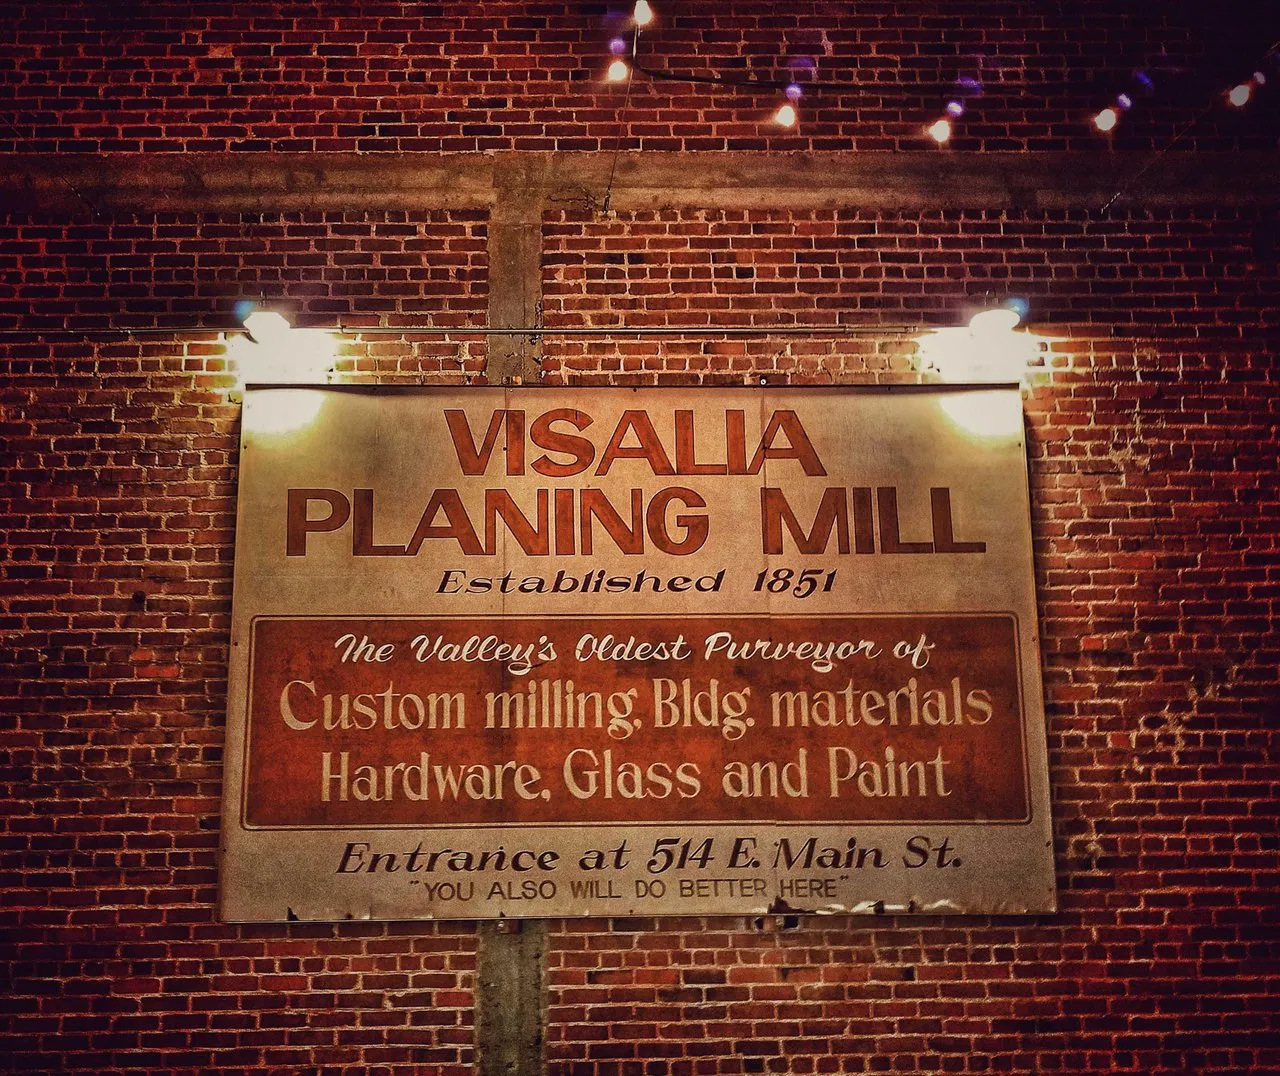 VISALIA
PLANING MILL
Established 1851
The Valley's Oldest Purveyor of
Custom milling, Bldg. materials
Hardware, Glass and Paint
Entrance at 514 E. Main St.
"YOU ALSO WILL DO BETTER HERE"